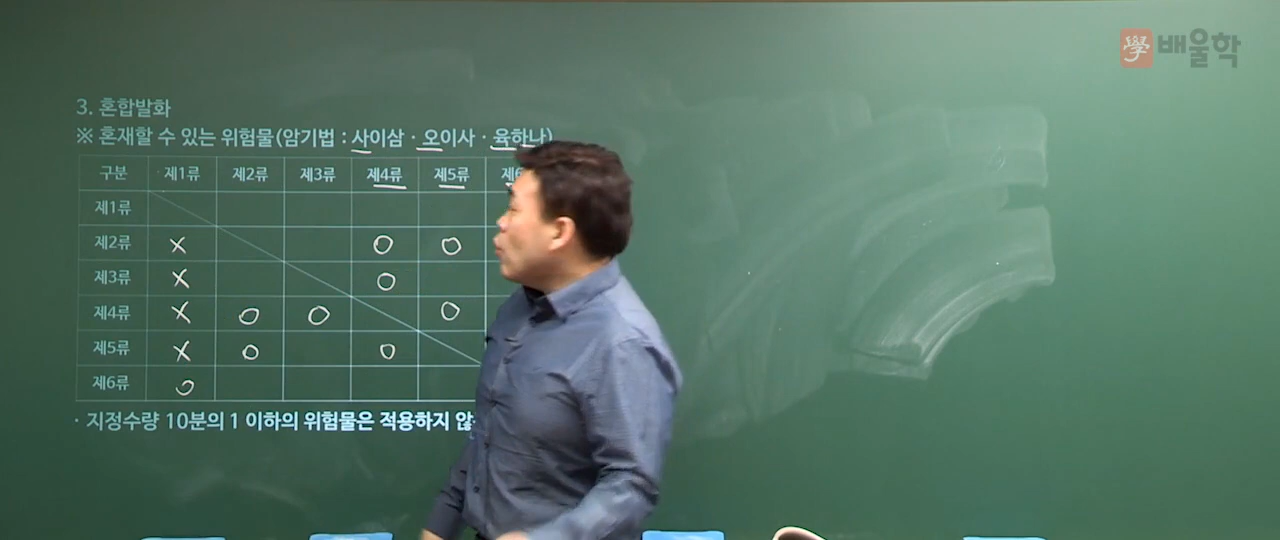 學 배울학
3. 혼합발화
※ 혼재할 수 있는 위험물(암기법 : 사이삼 · 오이사 · 육하나)
구분 제1류 제2류 제3류 제4류 제5류
제1류
제2류 X O O
제3류 X O
제4류 X O O O
제5류 X O O
제6류 O
· 지정수량 10분의 1 이하의 위험물은 적용하지